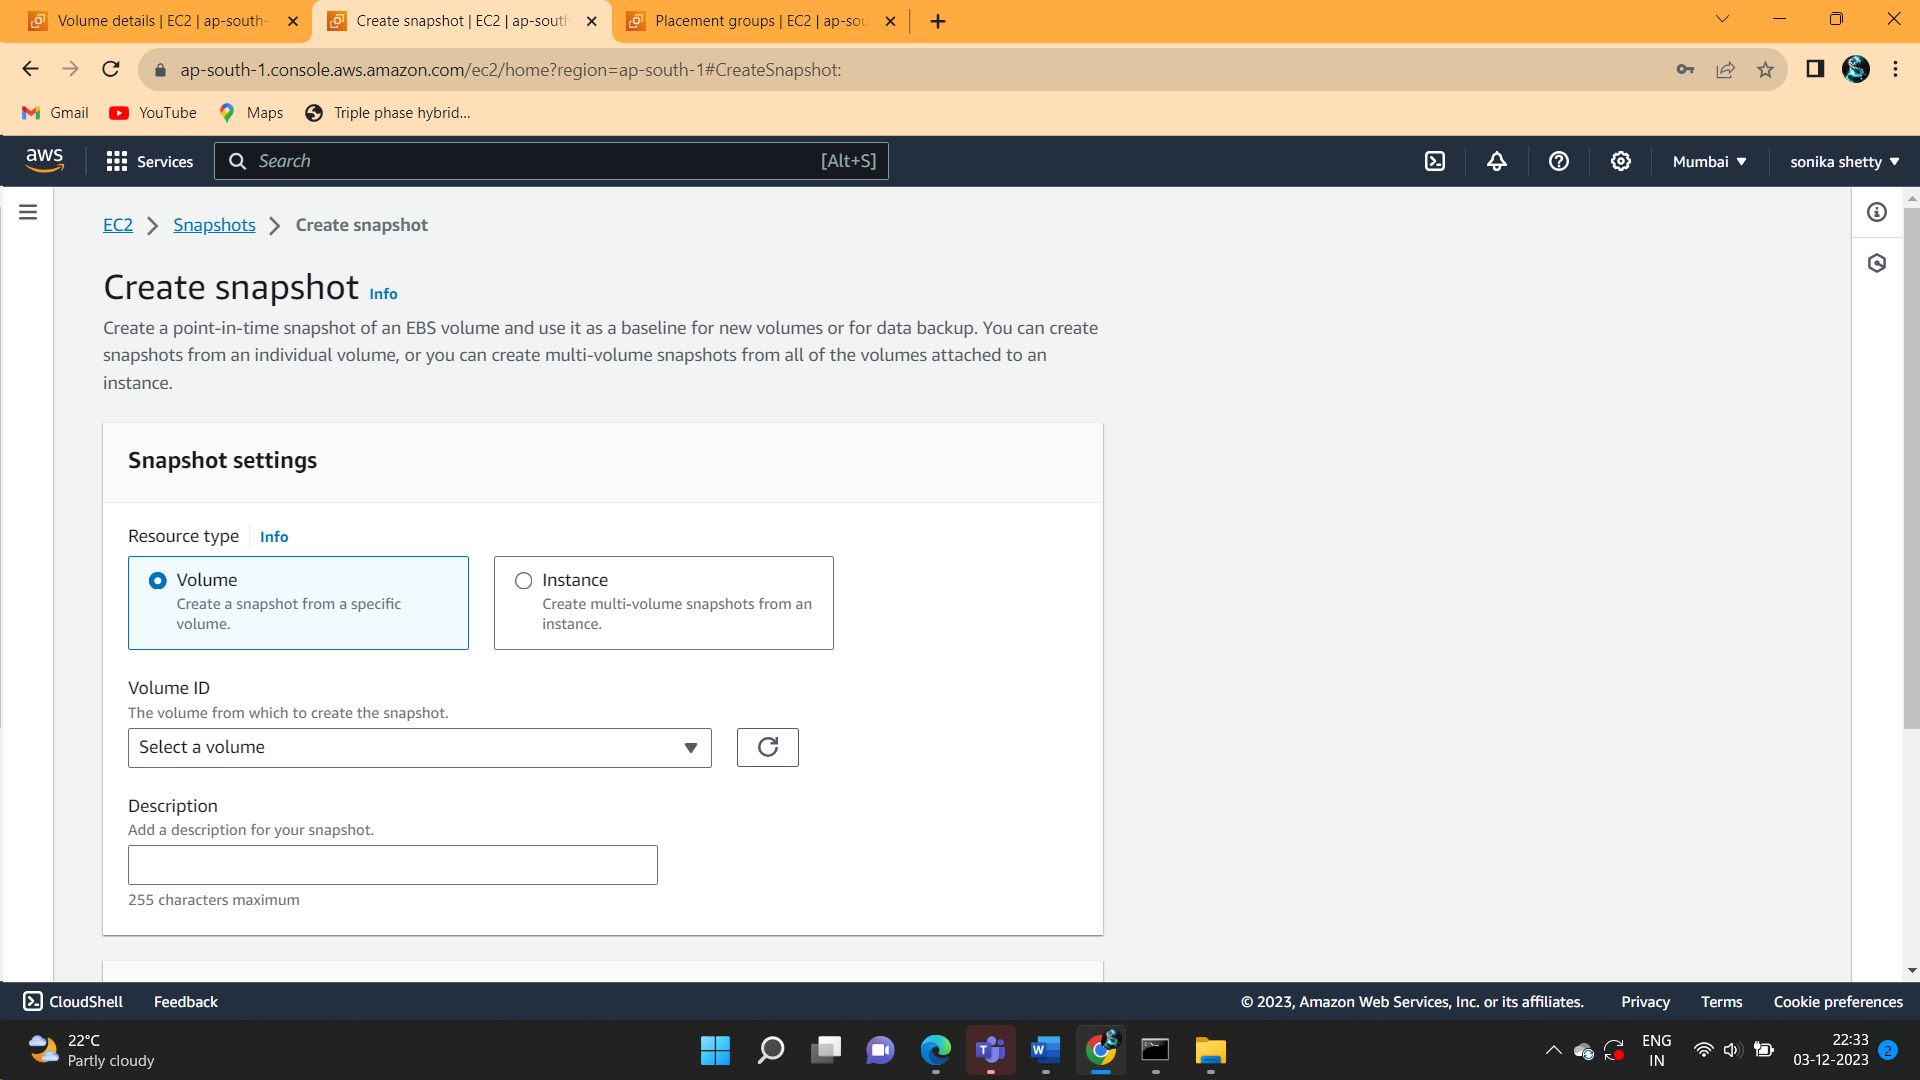 Volume details | EC2 | ap-south-
Create snapshot | EC2 | ap-south
Placement groups | EC2 | ap-sou
ap-south-1.console.aws.amazon.com/ec2/home?region=ap-south-1#CreateSnapshot:
Gmail
YouTube
Maps
Triple phase hybrid...
aws
Services
Search
[Alt+S]
Mumbai
sonika shetty
EC2
Snapshots
Create snapshot
Create snapshot Info
Create a point-in-time snapshot of an EBS volume and use it as a baseline for new volumes or for data backup. You can create
snapshots from an individual volume, or you can create multi-volume snapshots from all of the volumes attached to an
instance.
Snapshot settings
Resource type Info
Volume
Create a snapshot from a specific
volume.
Instance
Create multi-volume snapshots from an
instance.
Volume ID
The volume from which to create the snapshot.
Select a volume
Description
Add a description for your snapshot.
255 characters maximum
CloudShell
Feedback
© 2023, Amazon Web Services, Inc. or its affiliates.
Privacy
Terms
Cookie preferences
22°C
Partly cloudy
ENG
IN
22:33
03-12-2023
2